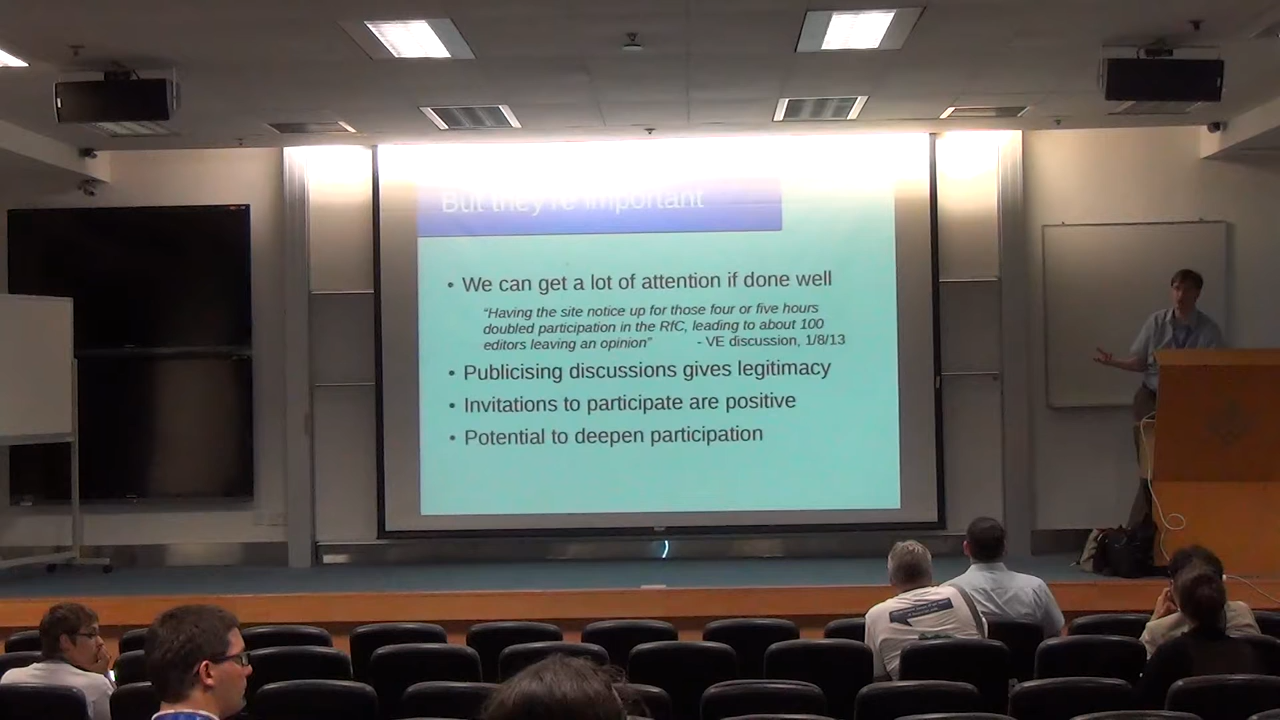 But they're important
• We can get a lot of attention if done well
“Having the site notice up for those four or five hours
doubled participation in the RfC, leading to about 100
editors leaving an opinion” - VE discussion, 1/8/13
• Publicising discussions gives legitimacy
• Invitations to participate are positive
• Potential to deepen participation